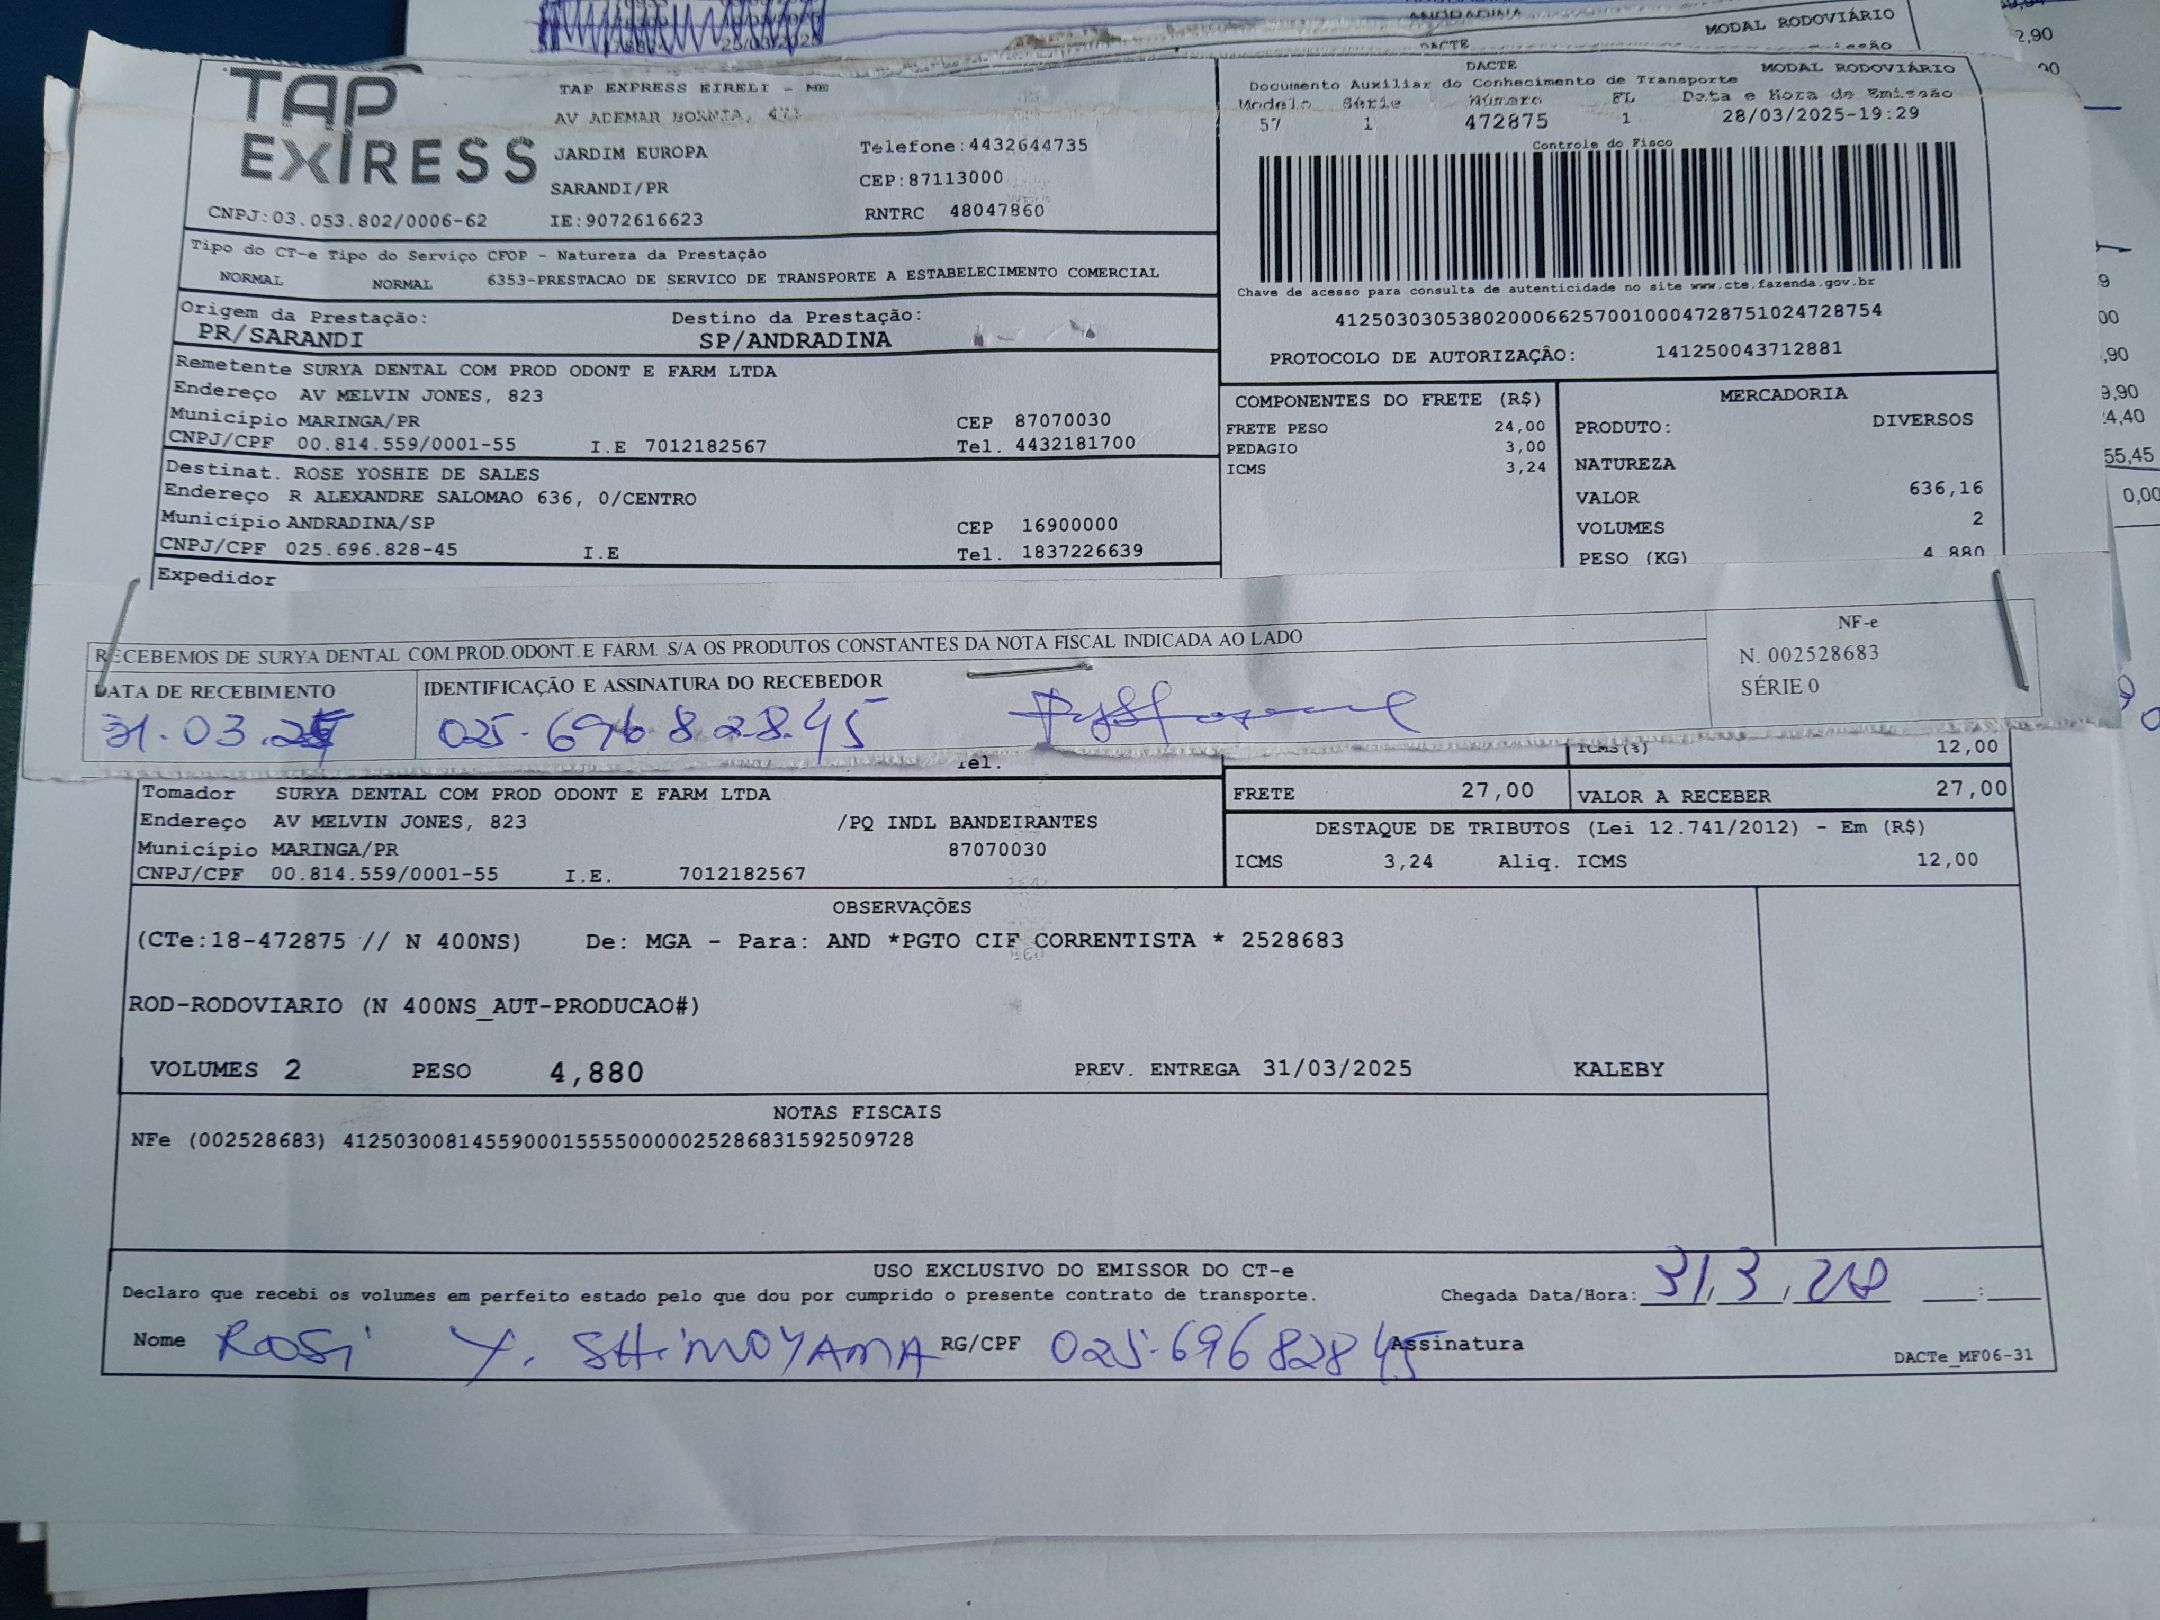 MODAL RODOVIÁRIO
TAP EXPRESS
TAP EXPRESS EIRELI - ME
AV ADEMAR BORNIA,
JARDIM EUROPA
SARANDI/PR
Telefone:4432644735
CEP:87113000
CNPJ:03.053.802/0006-62 IE:9072616623 RNTRC 48047860
DACTE MODAL RODOVIÁRIO
Documento Auxiliar do Conhecimento de Transporte
Modelo Série Número FL Data e Hora de Emissão
57 1 472875 1 28/03/2025-19:29
Controle do Fisco
Chave de acesso para consulta de autenticidade no site www.cte.fazenda.gov.br
41250303053802000662570010004728751024728754
PROTOCOLO DE AUTORIZAÇÃO: 141250043712881
Tipo do CT-e Tipo do Serviço CFOP - Natureza da Prestação
NORMAL NORMAL 6353-PRESTACAO DE SERVICO DE TRANSPORTE A ESTABELECIMENTO COMERCIAL
Origem da Prestação: Destino da Prestação:
PR/SARANDI SP/ANDRADINA
Remetente SURYA DENTAL COM PROD ODONT E FARM LTDA
Endereço AV MELVIN JONES, 823
Município MARINGA/PR CEP 87070030
CNPJ/CPF 00.814.559/0001-55 I.E 7012182567 Tel. 4432181700
Destinat. ROSE YOSHIE DE SALES
Endereço R ALEXANDRE SALOMAO 636, 0/CENTRO
Município ANDRADINA/SP CEP 16900000
CNPJ/CPF 025.696.828-45 I.E Tel. 1837226639
Expedidor
COMPONENTES DO FRETE (R$)
FRETE PESO 24,00
PEDAGIO 3,00
ICMS 3,24
MERCADORIA
PRODUTO: DIVERSOS
NATUREZA
VALOR 636,16
VOLUMES 2
PESO (KG) 4,880
RECEBEMOS DE SURYA DENTAL COM.PROD.ODONT.E FARM. S/A OS PRODUTOS CONSTANTES DA NOTA FISCAL INDICADA AO LADO
DATA DE RECEBIMENTO IDENTIFICAÇÃO E ASSINATURA DO RECEBEDOR
31.03.25 025.696828.45
NF-e
N. 002528683
SÉRIE 0
Tel.
ICMS(%) 12,00
Tomador SURYA DENTAL COM PROD ODONT E FARM LTDA
Endereço AV MELVIN JONES, 823 /PQ INDL BANDEIRANTES
Município MARINGA/PR 87070030
CNPJ/CPF 00.814.559/0001-55 I.E. 7012182567
FRETE 27,00 VALOR A RECEBER 27,00
DESTAQUE DE TRIBUTOS (Lei 12.741/2012) - Em (R$)
ICMS 3,24 Aliq. ICMS 12,00
OBSERVAÇÕES
(CTe:18-472875 // N 400NS) De: MGA - Para: AND *PGTO CIF CORRENTISTA * 2528683
ROD-RODOVIARIO (N 400NS_AUT-PRODUCAO#)
VOLUMES 2 PESO 4,880 PREV. ENTREGA 31/03/2025 KALEBY
NOTAS FISCAIS
NFe (002528683) 41250300814559000155550000025286831592509728
USO EXCLUSIVO DO EMISSOR DO CT-e
Declaro que recebi os volumes em perfeito estado pelo que dou por cumprido o presente contrato de transporte. Chegada Data/Hora: 31/3/
Nome ROSi Y. SHiMOYAMA RG/CPF 025.69682845 Assinatura
DACTe_MF06-31